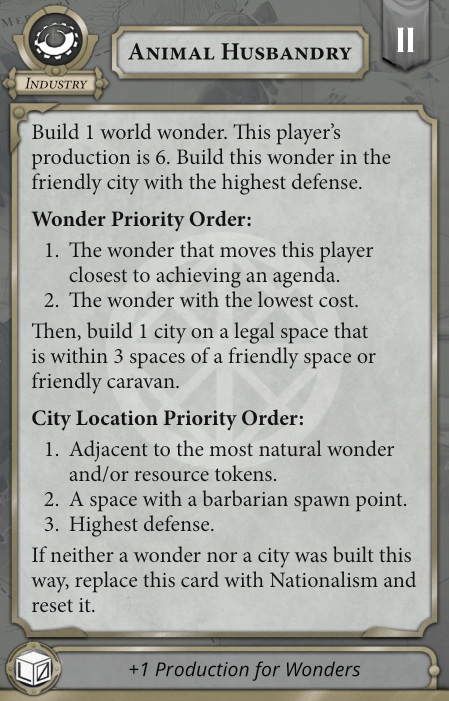 II
Animal Husbandry
Industry
Build 1 world wonder. This player's
production is 6. Build this wonder in the
friendly city with the highest defense.
Wonder Priority Order:
1. The wonder that moves this player
closest to achieving an agenda.
2. The wonder with the lowest cost.
Then, build 1 city on a legal space that
is within 3 spaces of a friendly space or
friendly caravan.
City Location Priority Order:
1. Adjacent to the most natural wonder
and/or resource tokens.
2. A space with a barbarian spawn point.
3. Highest defense.
If neither a wonder nor a city was built this
way, replace this card with Nationalism and
reset it.
+1 Production for Wonders